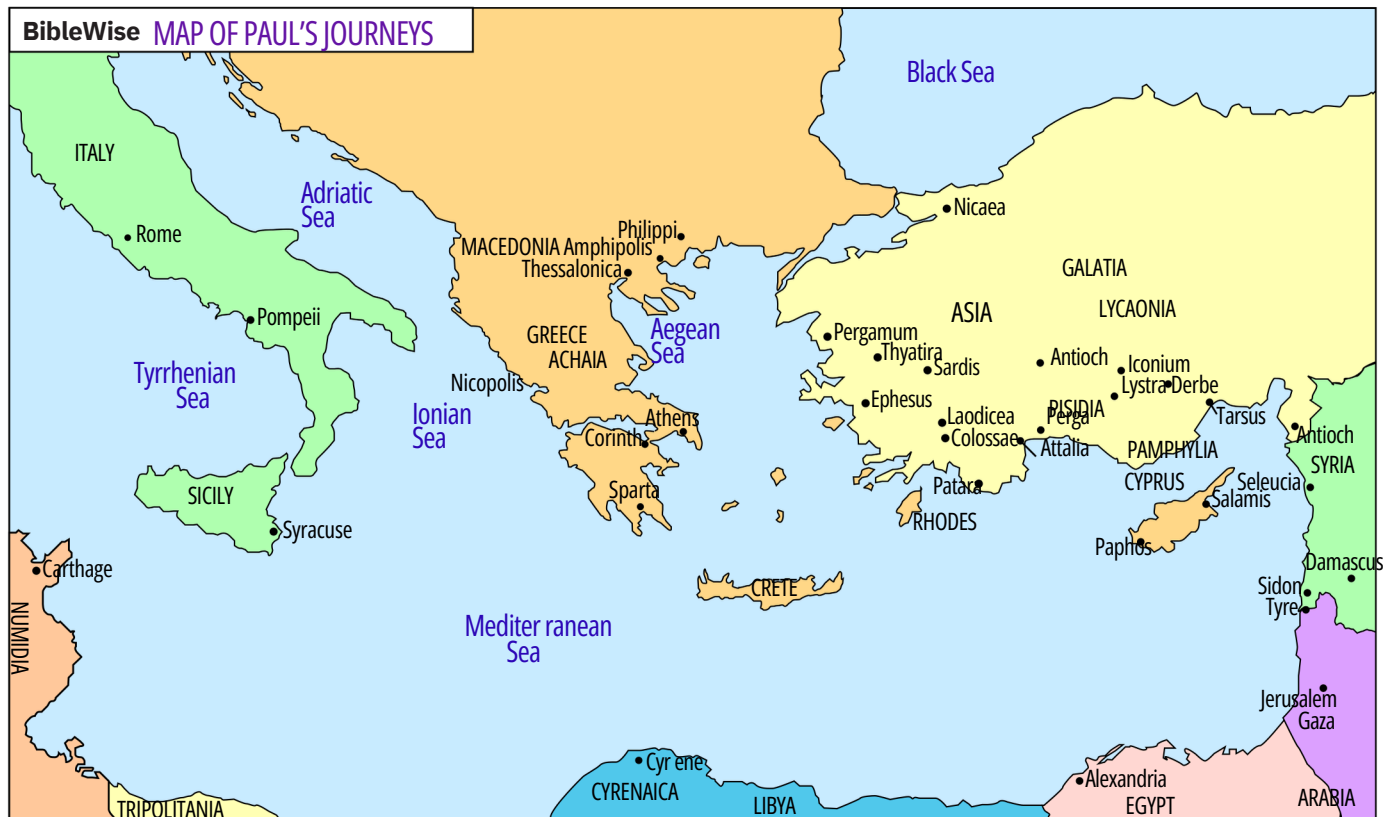 BibleWise MAP OF PAUL'S JOURNEYS
Black Sea
ITALY
Adriatic
Sea
Rome
Nicaea
Philippi
MACEDONIA Amphipolis
Thessalonica
GALATIA
LYCAONIA
ASIA
Pompeii
GREECE
ACHAIA
Aegean
Sea
Pergamum
Thyatira
Sardis
Antioch
Iconium
Lystra Derbe
Tyrrhenian
Sea
Nicopolis
Ionian
Sea
Ephesus
PISIDIA
Perga
Tarsus
Athens
Corinth
Laodicea
Colossae
Attalia
PAMPHYLIA
Antioch
SYRIA
SICILY
Sparta
Patara
RHODES
CYPRUS
Seleucia
Salamis
Syracuse
Paphos
Carthage
CRETE
Damascus
Sidon
Tyre
NUMIDIA
Mediter ranean
Sea
Jerusalem
Gaza
Cyr ene
CYRENAICA
LIBYA
Alexandria
EGYPT
ARABIA
TRIPOLITANIA